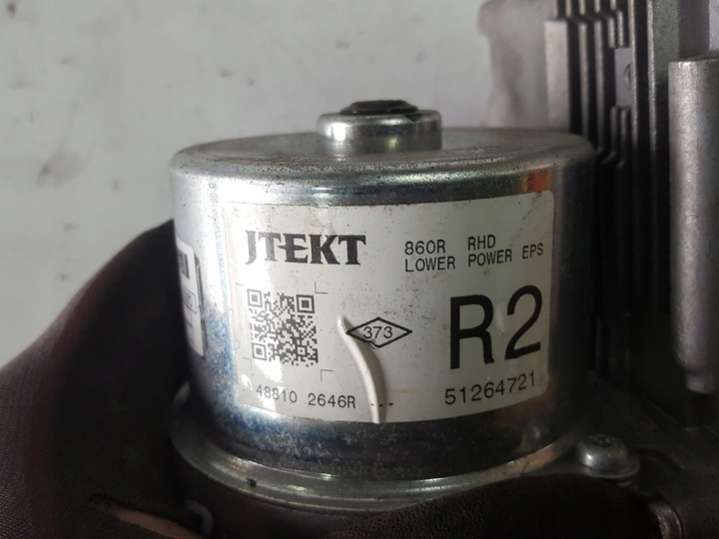 JTEKT
860R RHD
LOWER POWER EPS
373
R2
48810 2646R ---
51264721